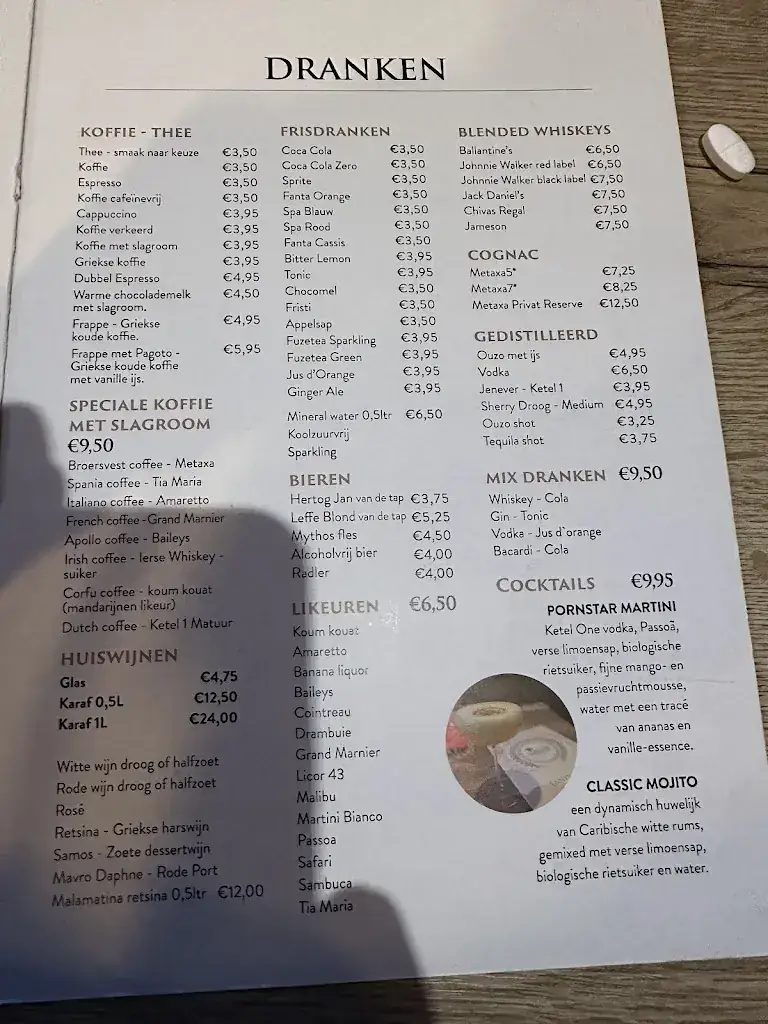 DRANKEN
KOFFIE - THEE
Thee - smaak naar keuze €3,50
Koffie €3,50
Espresso €3,50
Koffie cafeïnevrij €3,50
Cappuccino €3,95
Koffie verkeerd €3,95
Koffie met slagroom €3,95
Griekse koffie €3,95
Dubbel Espresso €4,95
Warme chocolademelk €4,50
met slagroom.
Frappe - Griekse €4,95
koude koffie.
Frappe met Pagoto - €5,95
Griekse koude koffie
met vanille ijs.
SPECIALE KOFFIE
MET SLAGROOM
€9,50
Broersvest coffee - Metaxa
Spania coffee - Tia Maria
Italiano coffee - Amaretto
French coffee -Grand Marnier
Apollo coffee - Baileys
Irish coffee - Ierse Whiskey -
suiker
Corfu coffee - koum kouat
(mandarijnen likeur)
Dutch coffee - Ketel 1 Matuur
HUISWIJNEN
Glas €4,75
Karaf 0,5L €12,50
Karaf 1L €24,00
Witte wijn droog of halfzoet
Rode wijn droog of halfzoet
Rosé
Retsina - Griekse harswijn
Samos - Zoete dessertwijn
Mavro Daphne - Rode Port
Malamatina retsina 0,5ltr €12,00
FRISDRANKEN
Coca Cola €3,50
Coca Cola Zero €3,50
Sprite €3,50
Fanta Orange €3,50
Spa Blauw €3,50
Spa Rood €3,50
Fanta Cassis €3,50
Bitter Lemon €3,95
Tonic €3,95
Chocomel €3,50
Fristi €3,50
Appelsap €3,50
Fuzetea Sparkling €3,95
Fuzetea Green €3,95
Jus d'Orange €3,95
Ginger Ale €3,95
Mineral water 0,5ltr €6,50
Koolzuurvrij
Sparkling
BIEREN
Hertog Jan van de tap €3,75
Leffe Blond van de tap €5,25
Mythos fles €4,50
Alcoholvrij bier €4,00
Radler €4,00
LIKEUREN €6,50
Koum kouat
Amaretto
Banana liquor
Baileys
Cointreau
Drambuie
Grand Marnier
Licor 43
Malibu
Martini Bianco
Passoa
Safari
Sambuca
Tia Maria
BLENDED WHISKEYS
Ballantine's €6,50
Johnnie Walker red label €6,50
Johnnie Walker black label €7,50
Jack Daniel's €7,50
Chivas Regal €7,50
Jameson €7,50
COGNAC
Metaxa5* €7,25
Metaxa7* €8,25
Metaxa Privat Reserve €12,50
GEDISTILLEERD
Ouzo met ijs €4,95
Vodka €6,50
Jenever - Ketel 1 €3,95
Sherry Droog - Medium €4,95
Ouzo shot €3,25
Tequila shot €3,75
MIX DRANKEN €9,50
Whiskey - Cola
Gin - Tonic
Vodka - Jus d'orange
Bacardi - Cola
COCKTAILS €9,95
PORNSTAR MARTINI
Ketel One vodka, Passoã,
verse limoensap, biologische
rietsuiker, fijne mango- en
passievruchtmousse,
water met een tracé
van ananas en
vanille-essence.
CLASSIC MOJITO
een dynamisch huwelijk
van Caribische witte rums,
gemixed met verse limoensap,
biologische rietsuiker en water.